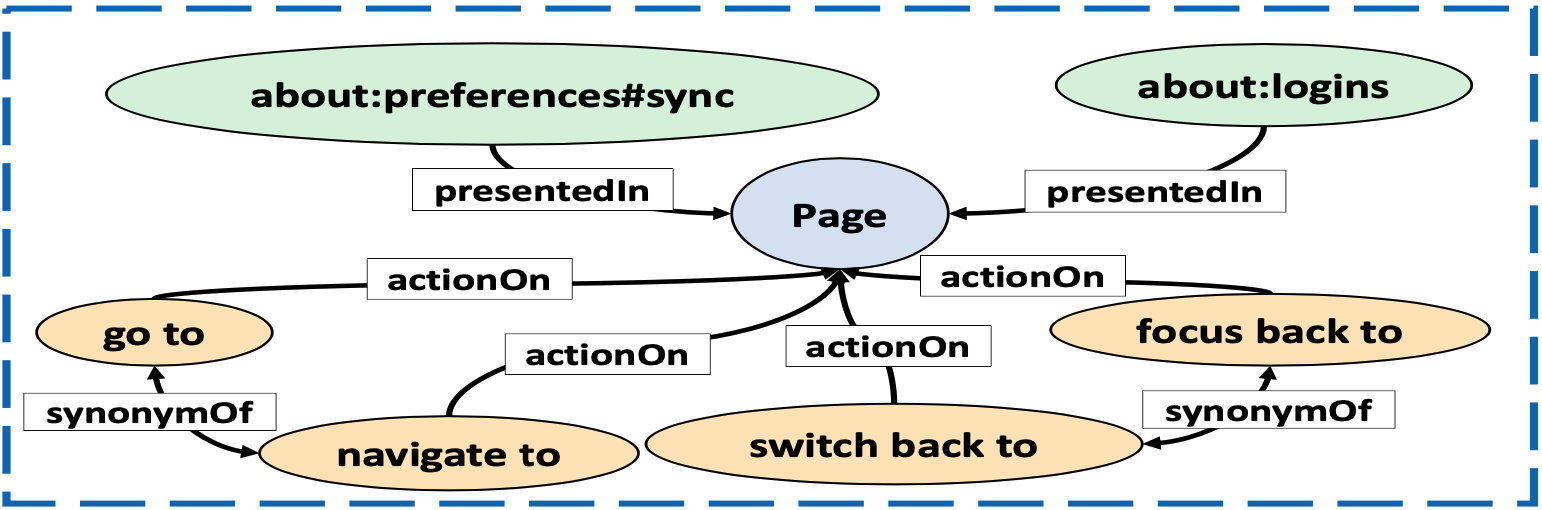 about:preferences#sync
about:logins
presentedIn
presentedIn
Page
actionOn
actionOn
go to
focus back to
actionOn
actionOn
synonymOf
synonymOf
navigate to
switch back to